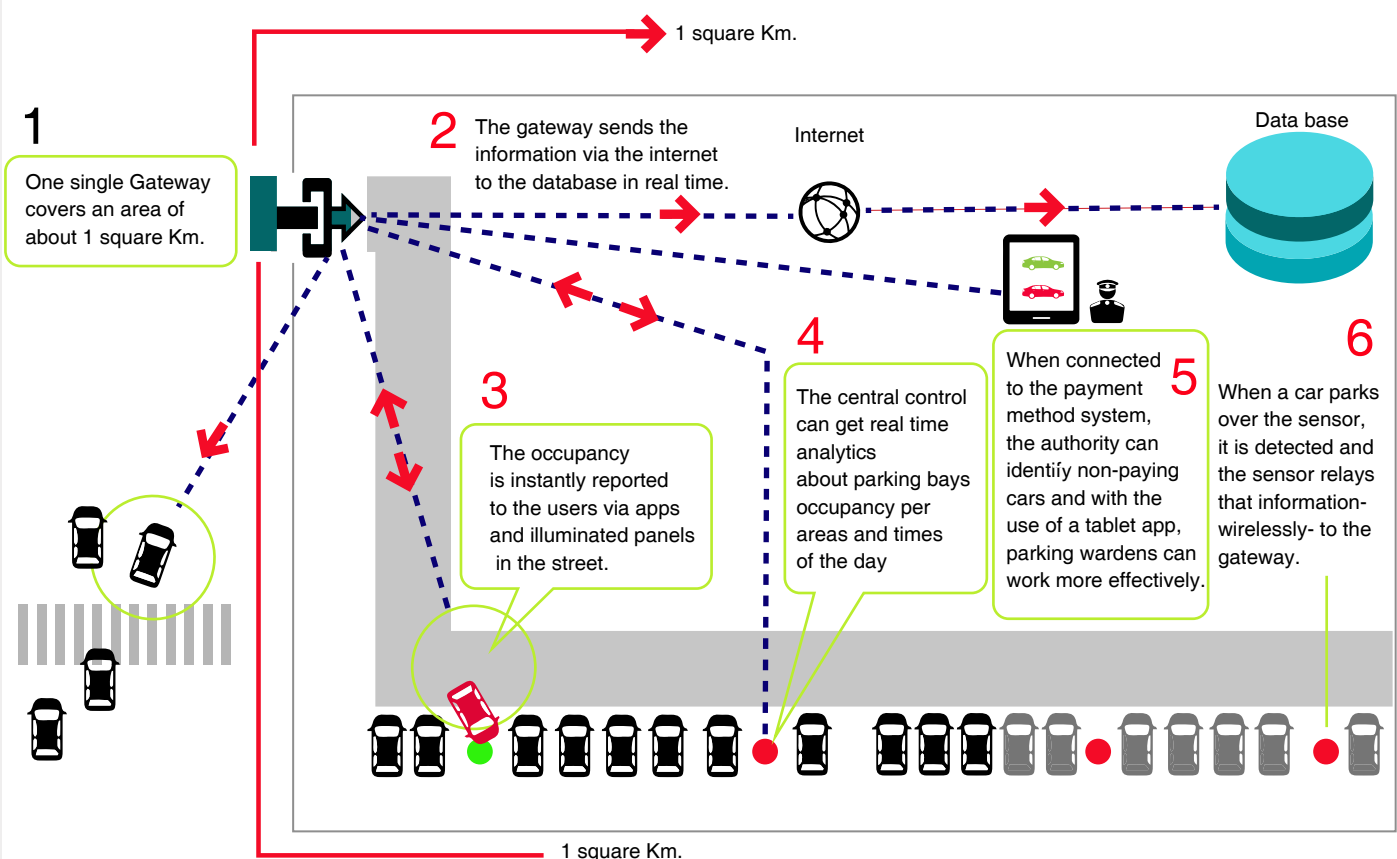 1 square Km.
1
One single Gateway
covers an area of
about 1 square Km.
2
The gateway sends the
information via the internet
to the database in real time.
Internet
Data base
3
The occupancy
is instantly reported
to the users via apps
and illuminated panels
in the street.
4
The central control
can get real time
analytics
about parking bays
occupancy per
areas and times
of the day
5
When connected
to the payment
method system,
the authority can
identify non-paying
cars and with the
use of a tablet app,
parking wardens can
work more effectively.
6
When a car parks
over the sensor,
it is detected and
the sensor relays
that information-
wirelessly- to the
gateway.
1 square Km.